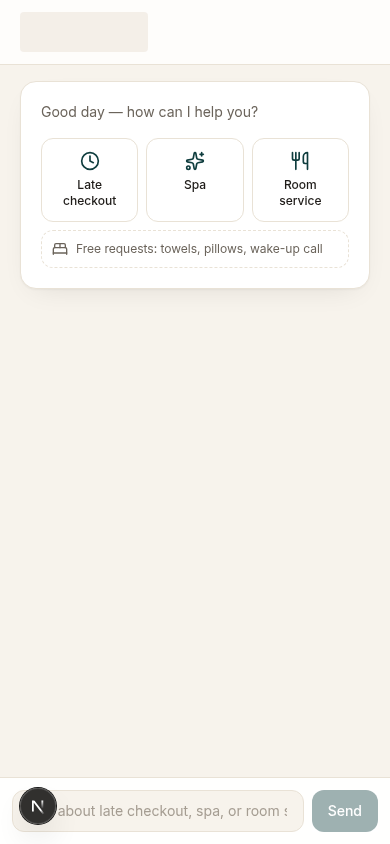 Good day — how can I help you?
Late
checkout
Spa
Room
service
Free requests: towels, pillows, wake-up call
N
about late checkout, spa, or room
Send